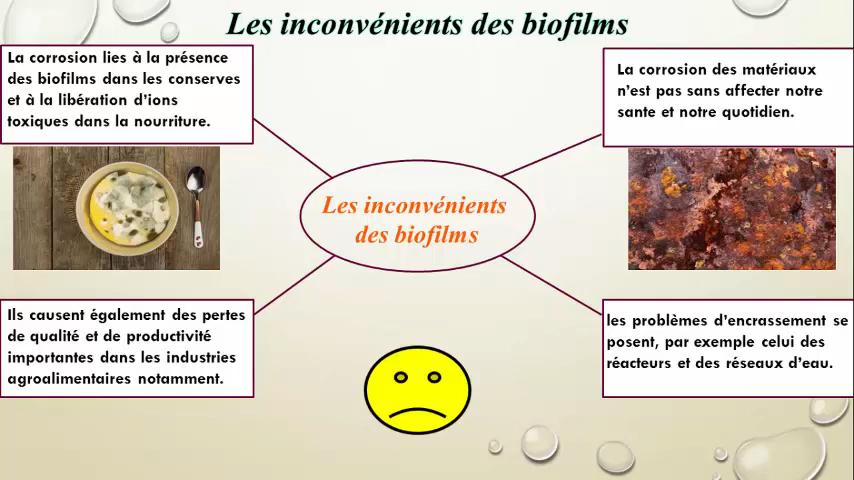 Les inconvénients des biofilms
La corrosion lies à la présence
des biofilms dans les conserves
et à la libération d'ions
toxiques dans la nourriture.
La corrosion des matériaux
n'est pas sans affecter notre
sante et notre quotidien.
Les inconvénients
des biofilms
Ils causent également des pertes
de qualité et de productivité
importantes dans les industries
agroalimentaires notamment.
les problèmes d'encrassement se
posent, par exemple celui des
réacteurs et des réseaux d'eau.